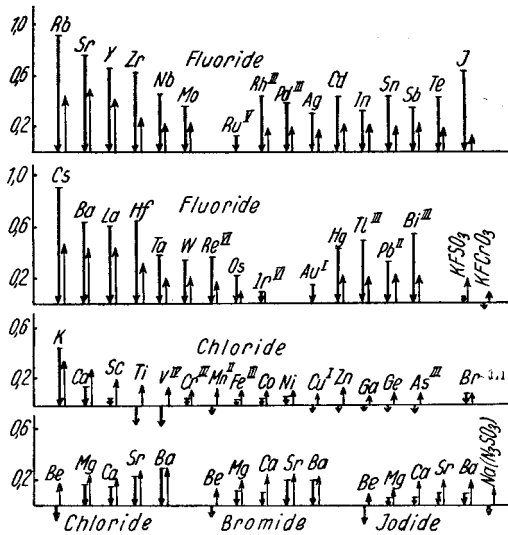 1,0
0,6
0,2
Rb Sr Y Zr Nb Mo Ru^V Rh^III Pd^III Ag Cd In Sn Sb Te J
Fluoride
1,0
0,6
0,2
Cs Ba La Hf Ta W Re^VI Os Ir^VI Au^I Hg Tl^III Pb^II Bi^III KFSO3 KFCrO3
Fluoride
0,6
0,2
K Ca Sc Ti V^IV Cr^III Mn^II Fe^III Co Ni Cu^I Zn Ga Ge As^III Br
Chloride
0,6
0,2
Be Mg Ca Sr Ba Be Mg Ca Sr Ba Be Mg Ca Sr Ba
Chloride Bromide Jodide